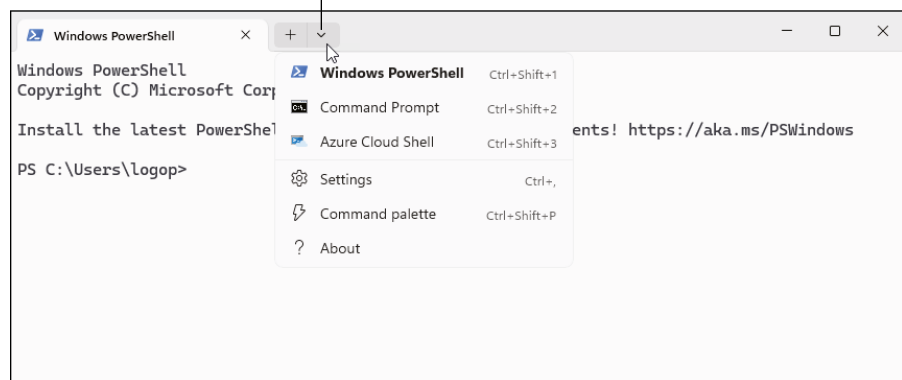 Windows PowerShell
Windows PowerShell
Copyright (C) Microsoft Corp
Install the latest PowerShel ents! https://aka.ms/PSWindows
PS C:\Users\logop>
Windows PowerShell Ctrl+Shift+1
Command Prompt Ctrl+Shift+2
Azure Cloud Shell Ctrl+Shift+3
Settings Ctrl+,
Command palette Ctrl+Shift+P
? About